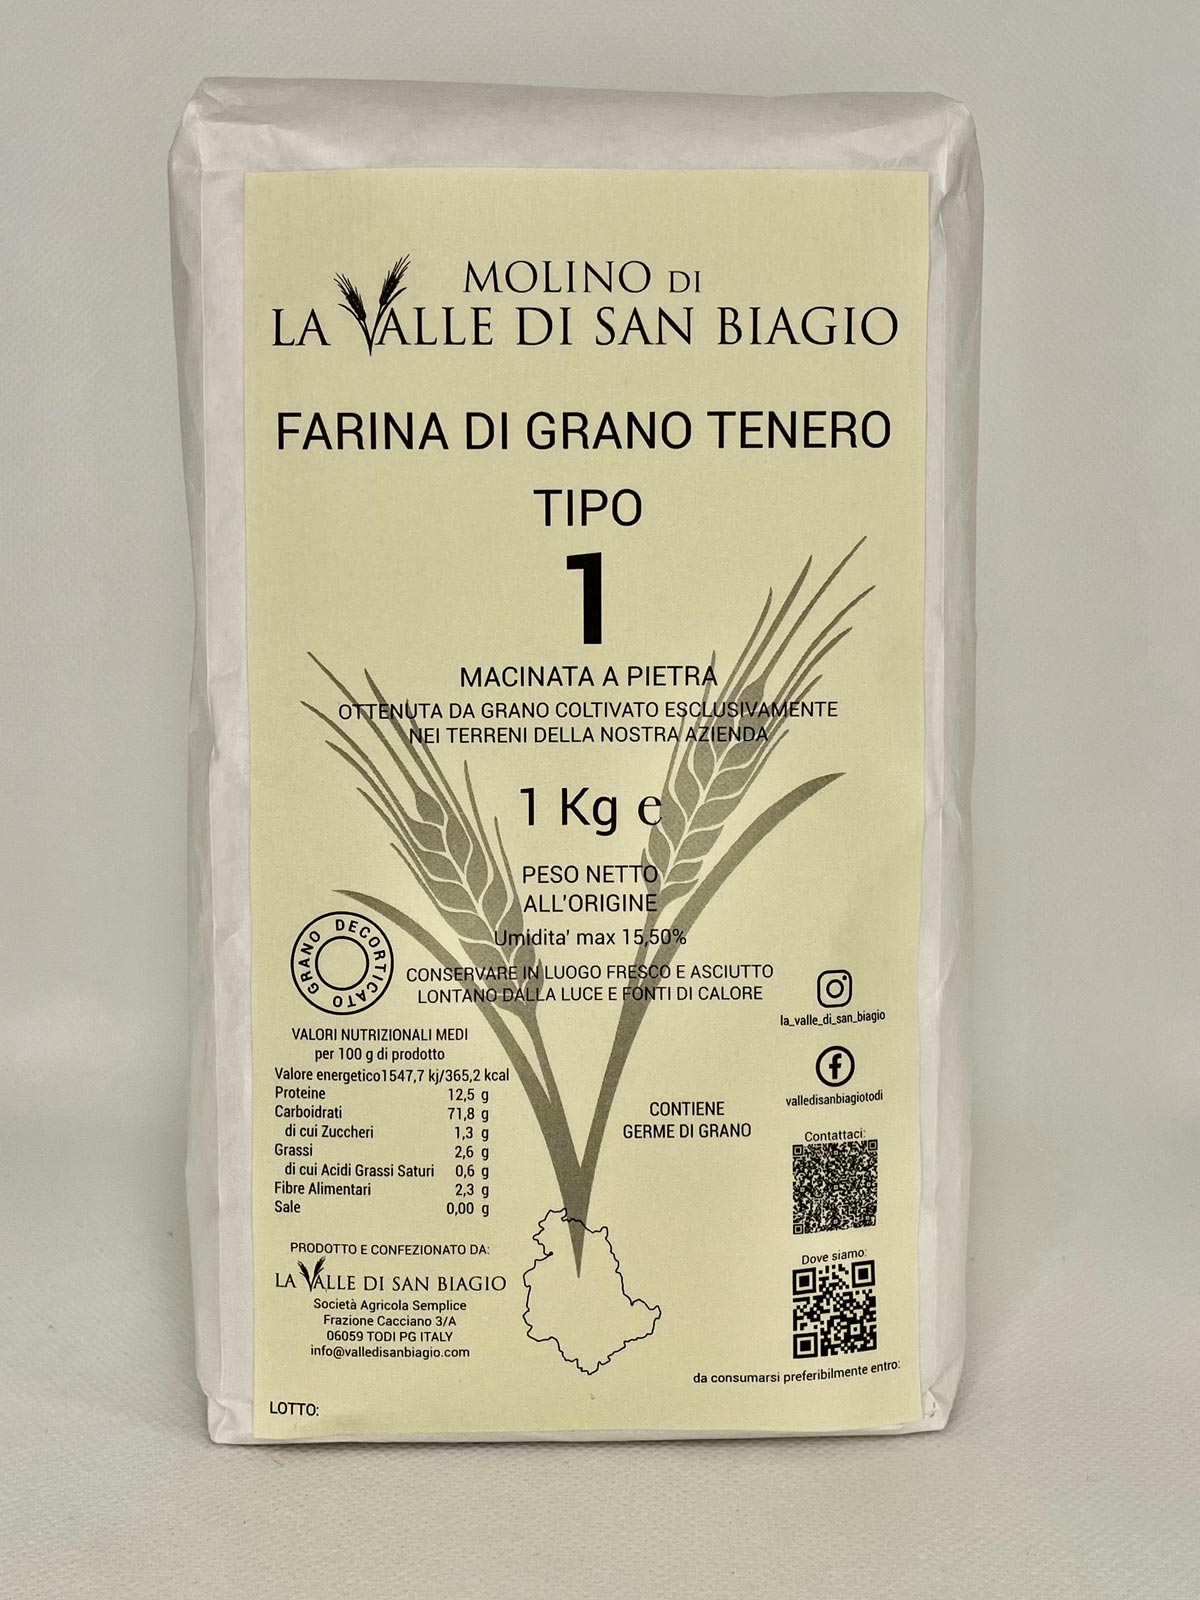 MOLINO DI
LA VALLE DI SAN BIAGIO
FARINA DI GRANO TENERO
TIPO
1
MACINATA A PIETRA
OTTENUTA DA GRANO COLTIVATO ESCLUSIVAMENTE
NEI TERRENI DELLA NOSTRA AZIENDA
1 Kg e
PESO NETTO
ALL'ORIGINE
Umidita' max 15,50%
GRANO DECORTICATO
CONSERVARE IN LUOGO FRESCO E ASCIUTTO
LONTANO DALLA LUCE E FONTI DI CALORE
la_valle_di_san_biagio
valledisanbiagiotodi
VALORI NUTRIZIONALI MEDI
per 100 g di prodotto
Valore energetico1547,7 kj/365,2 kcal
Proteine 12,5 g
Carboidrati 71,8 g
di cui Zuccheri 1,3 g
Grassi 2,6 g
di cui Acidi Grassi Saturi 0,6 g
Fibre Alimentari 2,3 g
Sale 0,00 g
CONTIENE
GERME DI GRANO
Contattaci:
Dove siamo:
PRODOTTO E CONFEZIONATO DA:
LA VALLE DI SAN BIAGIO
Società Agricola Semplice
Frazione Cacciano 3/A
06059 TODI PG ITALY
info@valledisanbiagio.com
da consumarsi preferibilmente entro:
LOTTO: